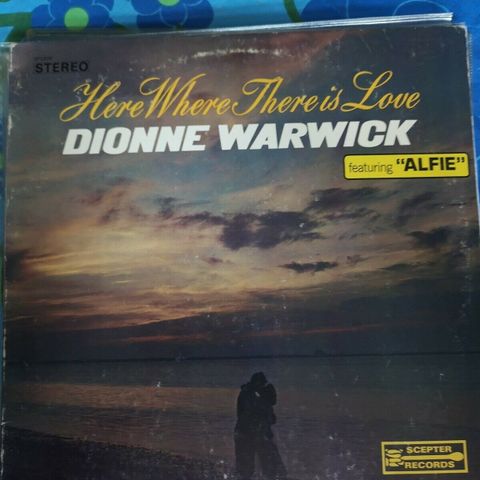 STEREO
Here Where There is Love
DIONNE WARWICK
featuring "ALFIE"
SCEPTER
RECORDS